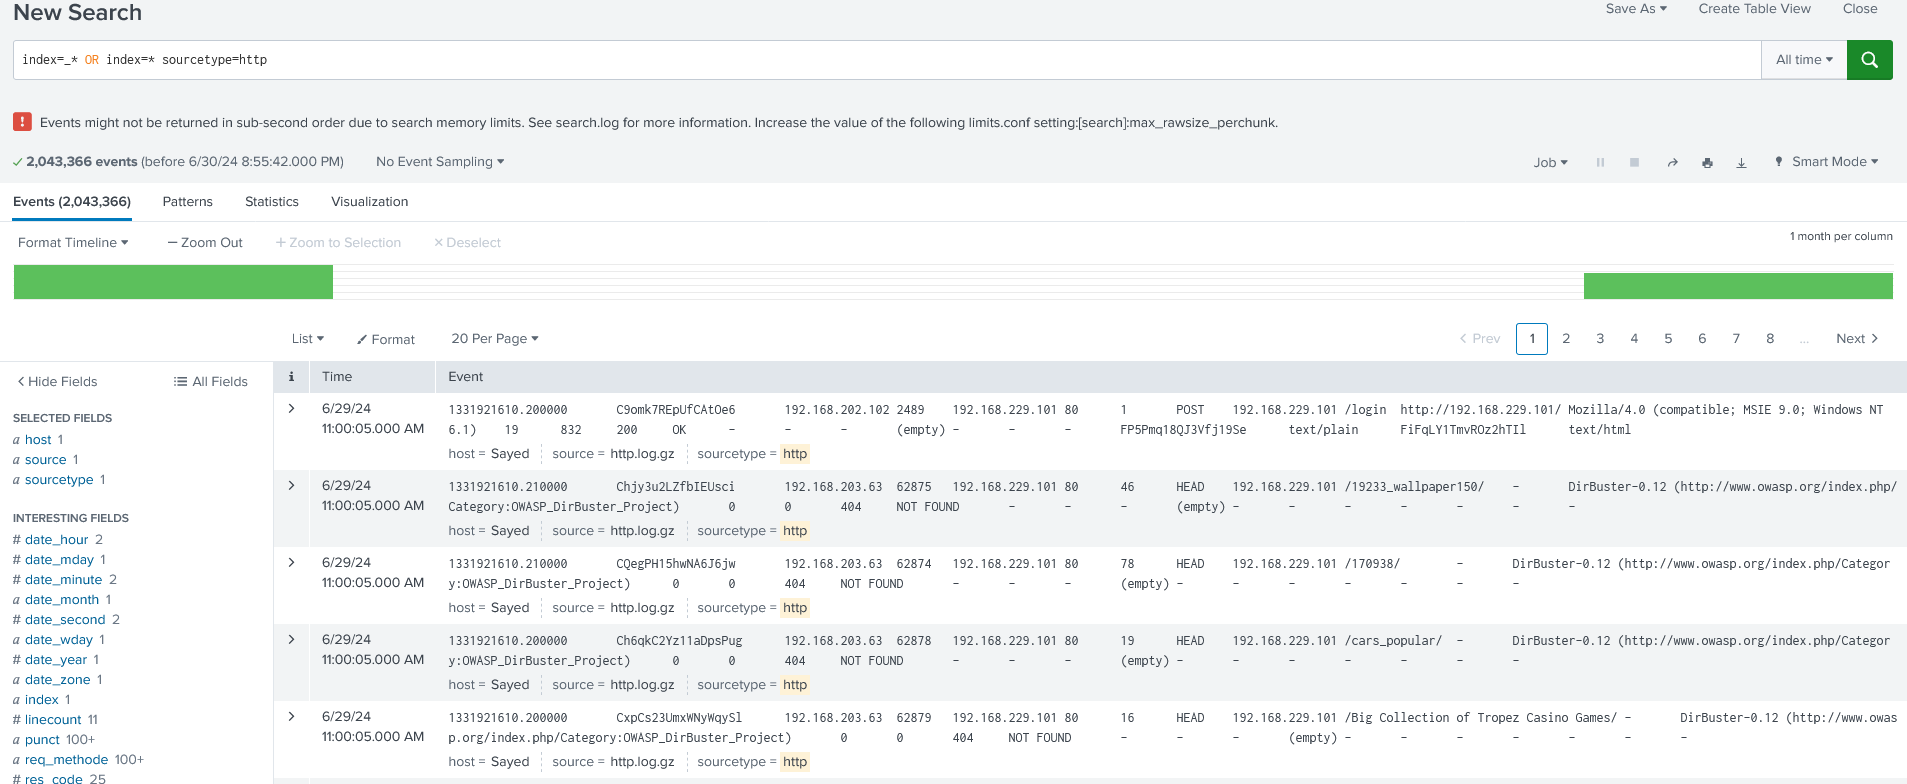 New Search
Save As Create Table View Close
index=_* OR index=* sourcetype=http
All time
Events might not be returned in sub-second order due to search memory limits. See search.log for more information. Increase the value of the following limits.conf setting:[search]:max_rawsize_perchunk.
2,043,366 events (before 6/30/24 8:55:42.000 PM) No Event Sampling
Job Smart Mode
Events (2,043,366) Patterns Statistics Visualization
Format Timeline — Zoom Out + Zoom to Selection × Deselect
1 month per column
List Format 20 Per Page
< Prev 1 2 3 4 5 6 7 8 ... Next >
< Hide Fields All Fields
SELECTED FIELDS
a host 1
a source 1
a sourcetype 1
INTERESTING FIELDS
# date_hour 2
# date_mday 1
# date_minute 2
a date_month 1
# date_second 2
a date_wday 1
# date_year 1
a date_zone 1
a index 1
# linecount 11
a punct 100+
a req_methode 100+
# res_code 25
i Time Event
> 6/29/24 1331921610.200000 C9omk7REpUfCAtOe6 192.168.202.102 2489 192.168.229.101 80 1 POST 192.168.229.101 /login http://192.168.229.101/ Mozilla/4.0 (compatible; MSIE 9.0; Windows NT
11:00:05.000 AM 6.1) 19 832 200 OK - - - (empty) - - - FP5Pmq18QJ3Vfj19Se text/plain FiFqLY1TmvROz2hTIl text/html
host = Sayed source = http.log.gz sourcetype = http
> 6/29/24 1331921610.210000 Chjy3u2LZfbIEUsci 192.168.203.63 62875 192.168.229.101 80 46 HEAD 192.168.229.101 /19233_wallpaper150/ - DirBuster-0.12 (http://www.owasp.org/index.php/
11:00:05.000 AM Category:OWASP_DirBuster_Project) 0 0 404 NOT FOUND - - - (empty) - - - - - - -
host = Sayed source = http.log.gz sourcetype = http
> 6/29/24 1331921610.210000 CQegPH15hwNA6J6jw 192.168.203.63 62874 192.168.229.101 80 78 HEAD 192.168.229.101 /170938/ - DirBuster-0.12 (http://www.owasp.org/index.php/Categor
11:00:05.000 AM y:OWASP_DirBuster_Project) 0 0 404 NOT FOUND - - - (empty) - - - - - - -
host = Sayed source = http.log.gz sourcetype = http
> 6/29/24 1331921610.200000 Ch6qkC2Yz11aDpsPug 192.168.203.63 62878 192.168.229.101 80 19 HEAD 192.168.229.101 /cars_popular/ - DirBuster-0.12 (http://www.owasp.org/index.php/Categor
11:00:05.000 AM y:OWASP_DirBuster_Project) 0 0 404 NOT FOUND - - - (empty) - - - - - - -
host = Sayed source = http.log.gz sourcetype = http
> 6/29/24 1331921610.200000 CxpCs23UmxWNyWqySl 192.168.203.63 62879 192.168.229.101 80 16 HEAD 192.168.229.101 /Big Collection of Tropez Casino Games/ - DirBuster-0.12 (http://www.owas
11:00:05.000 AM p.org/index.php/Category:OWASP_DirBuster_Project) 0 0 404 NOT FOUND - - - (empty) - - - - - - -
host = Sayed source = http.log.gz sourcetype = http